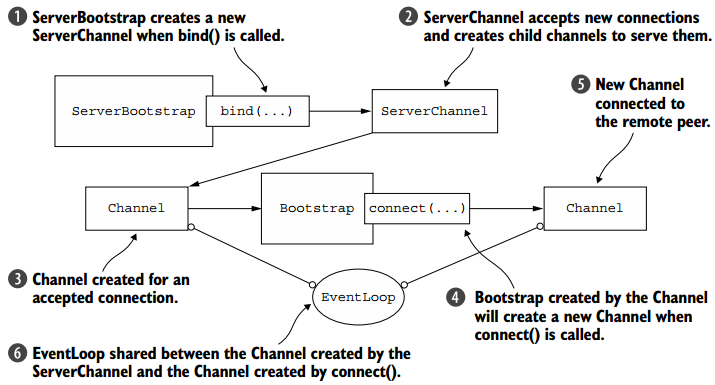 1 ServerBootstrap creates a new
ServerChannel when bind() is called.
2 ServerChannel accepts new connections
and creates child channels to serve them.
5 New Channel
connected to
the remote peer.
ServerBootstrap
bind(...)
ServerChannel
Channel
Bootstrap
connect(...)
Channel
3 Channel created for an
accepted connection.
EventLoop
4 Bootstrap created by the Channel
will create a new Channel when
connect() is called.
6 EventLoop shared between the Channel created by the
ServerChannel and the Channel created by connect().